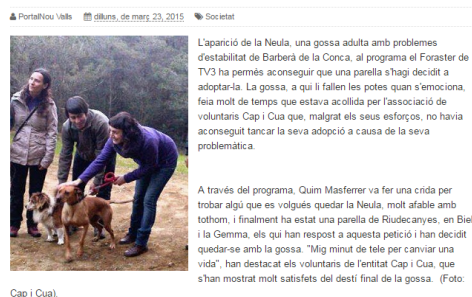 PortalNou Valls dilluns, de març 23, 2015 Societat
L'aparició de la Neula, una gossa adulta amb problemes
d'estabilitat de Barberà de la Conca, al programa el Foraster de
TV3 ha permés aconseguir que una parella s'hagi decidit a
adoptar-la. La gossa, a qui li fallen les potes quan s'emociona,
feia molt de temps que estava acollida per l'associació de
voluntaris Cap i Cua que, malgrat els seus esforços, no havia
aconseguit tancar la seva adopció a causa de la seva
problemàtica.
A través del programa, Quim Masferrer va fer una crida per
trobar algú que es volgués quedar la Neula, molt afable amb
tothom, i finalment ha estat una parella de Riudecanyes, en Biel
i la Gemma, els qui han respost a aquesta petició i han decidit
quedar-se amb la gossa. "Mig minut de tele per canviar una
vida", han destacat els voluntaris de l'entitat Cap i Cua, que
s'han mostrat molt satisfets del destí final de la gossa. (Foto:
Cap i Cua).